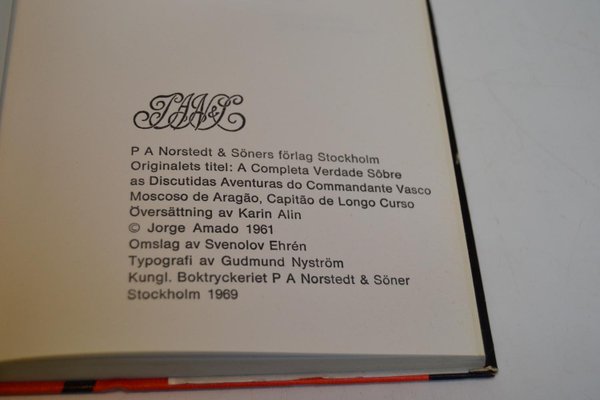 PAN&S
P A Norstedt & Söners förlag Stockholm
Originalets titel: A Completa Verdade Sôbre
as Discutidas Aventuras do Commandante Vasco
Moscoso de Aragão, Capitão de Longo Curso
Översättning av Karin Alin
© Jorge Amado 1961
Omslag av Svenolov Ehrén
Typografi av Gudmund Nyström
Kungl. Boktryckeriet P A Norstedt & Söner
Stockholm 1969